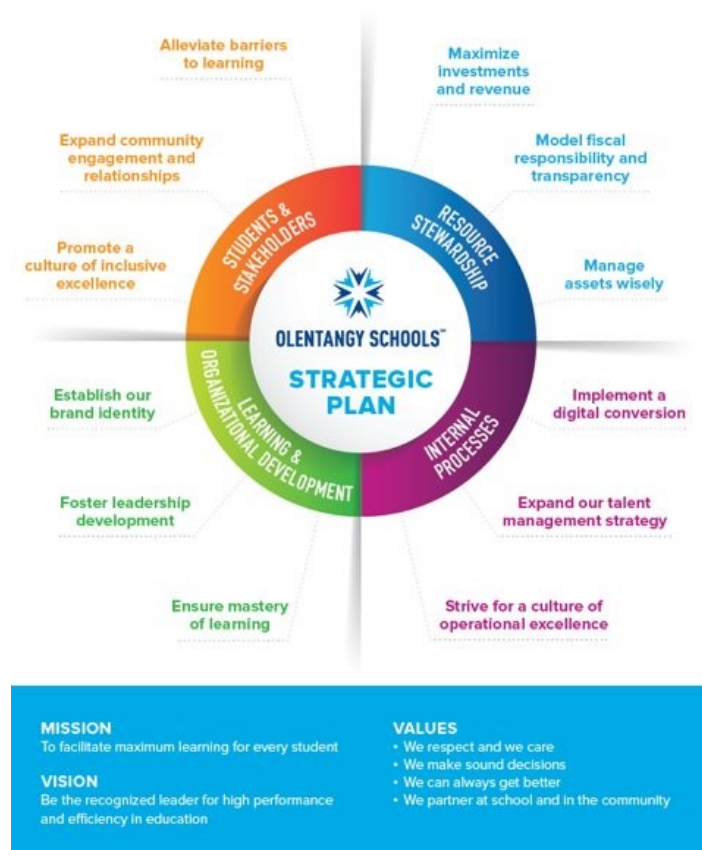 Alleviate barriers
to learning
Expand community
engagement and
relationships
Promote a
culture of inclusive
excellence
Maximize
investments
and revenue
Model fiscal
responsibility and
transparency
Manage
assets wisely
STUDENTS &
STAKEHOLDERS
RESOURCE
STEWARDSHIP
OLENTANGY SCHOOLS℠
STRATEGIC
PLAN
LEARNING &
ORGANIZATIONAL DEVELOPMENT
INTERNAL
PROCESSES
Establish our
brand identity
Foster leadership
development
Ensure mastery
of learning
Implement a
digital conversion
Expand our talent
management strategy
Strive for a culture of
operational excellence
MISSION
To facilitate maximum learning for every student
VISION
Be the recognized leader for high performance
and efficiency in education
VALUES
• We respect and we care
• We make sound decisions
• We can always get better
• We partner at school and in the community